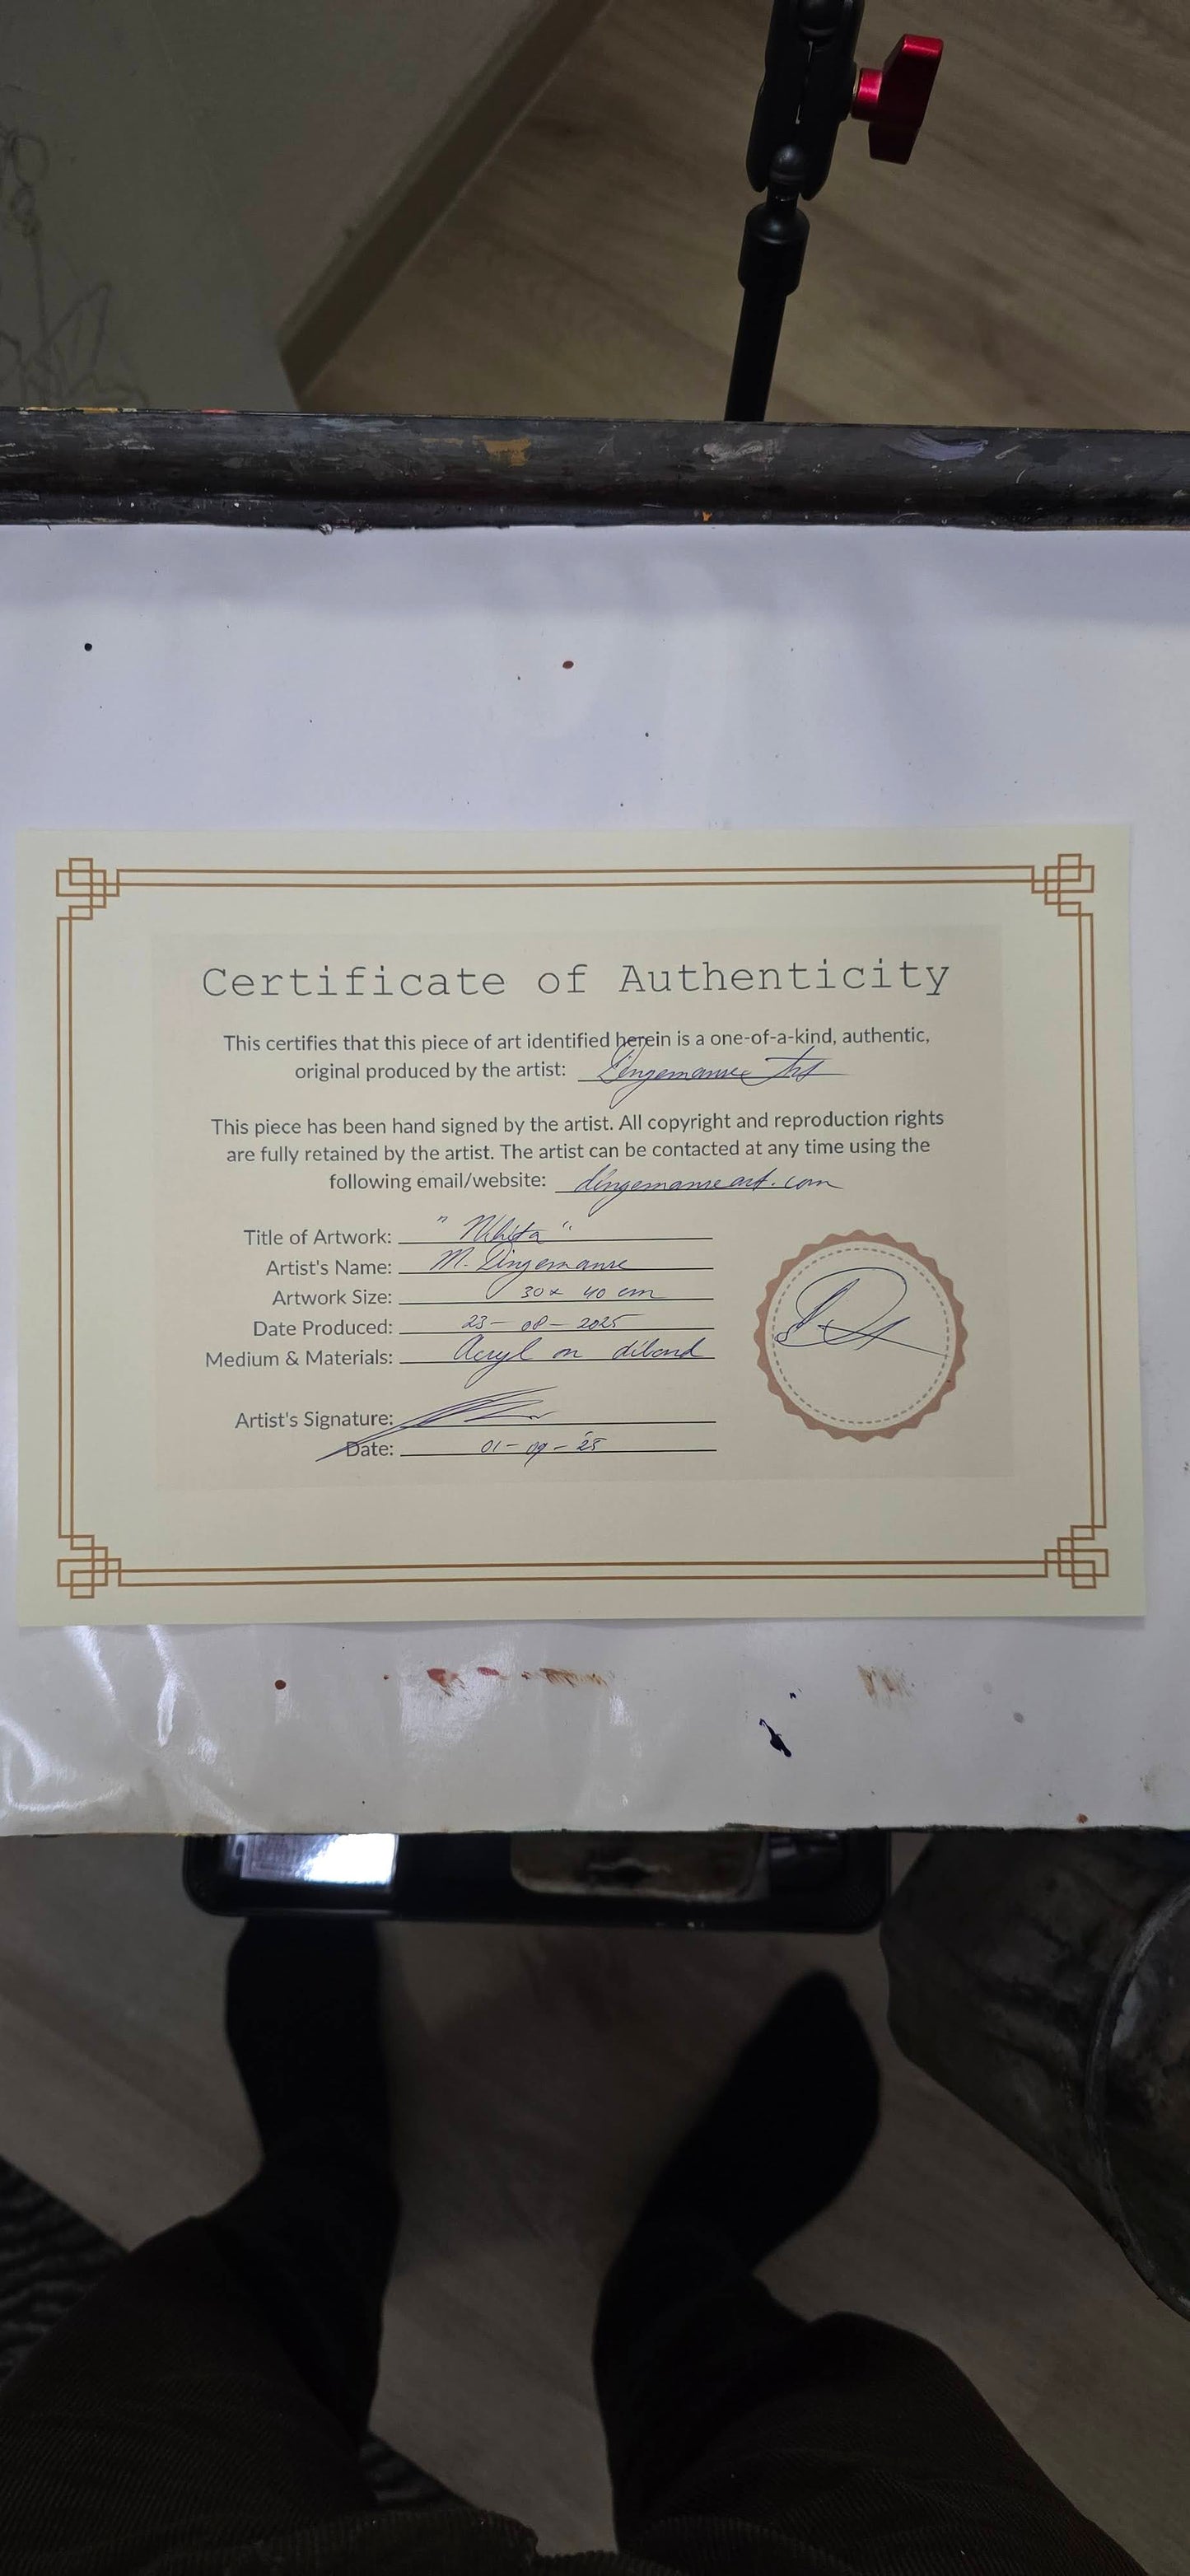 Certificate of Authenticity
This certifies that this piece of art identified herein is a one-of-a-kind, authentic,
original produced by the artist: Dingemanse Art
This piece has been hand signed by the artist. All copyright and reproduction rights
are fully retained by the artist. The artist can be contacted at any time using the
following email/website: dingemanseart.com
Title of Artwork:
Artist's Name: M. Dingemanse
Artwork Size: 30 x 40 cm
Date Produced: 23-08-2025
Medium & Materials: Acryl on dibond
Artist's Signature:
Date: 01-09-25